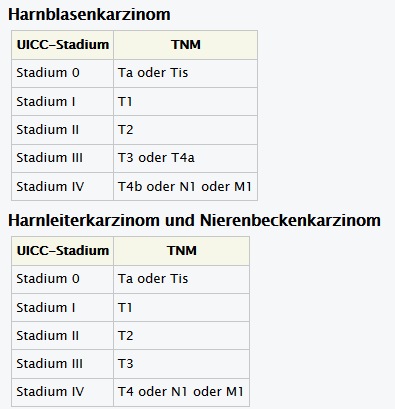 Harnblasenkarzinom
UICC-Stadium TNM
Stadium 0 Ta oder Tis
Stadium I T1
Stadium II T2
Stadium III T3 oder T4a
Stadium IV T4b oder N1 oder M1
Harnleiterkarzinom und Nierenbeckenkarzinom
UICC-Stadium TNM
Stadium 0 Ta oder Tis
Stadium I T1
Stadium II T2
Stadium III T3
Stadium IV T4 oder N1 oder M1